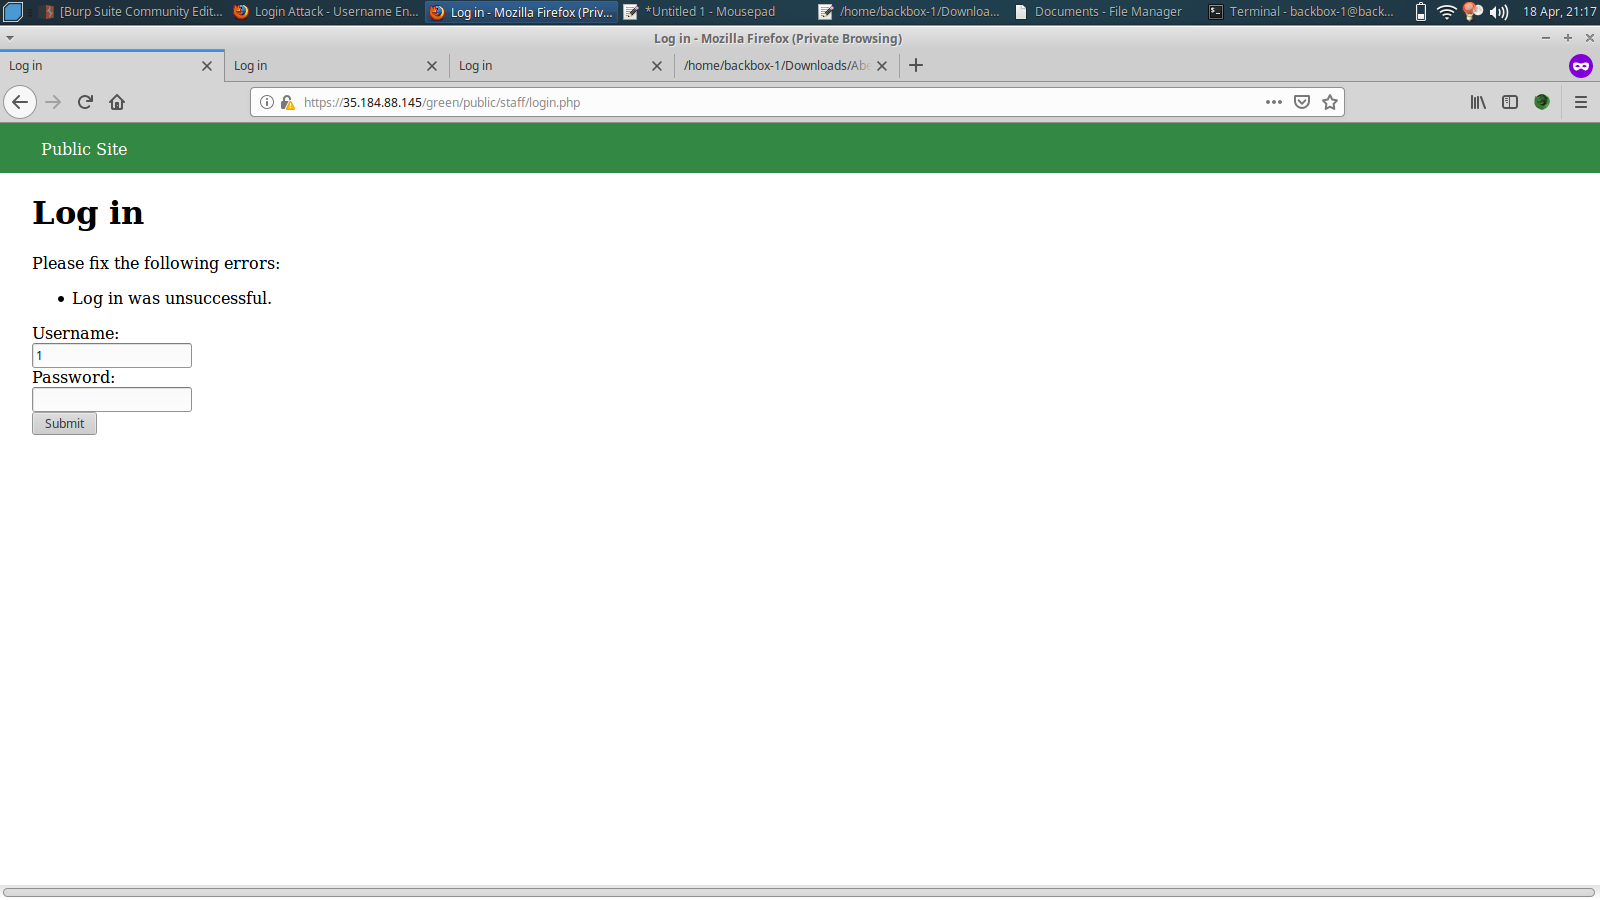 [Burp Suite Community Edit... Login Attack - Username En... Log in - Mozilla Firefox (Priv... *Untitled 1 - Mousepad /home/backbox-1/Downloa... Documents - File Manager Terminal - backbox-1@back... 18 Apr, 21:17
Log in - Mozilla Firefox (Private Browsing)
Log in Log in Log in /home/backbox-1/Downloads/Abe
https://35.184.88.145/green/public/staff/login.php
Public Site
Log in
Please fix the following errors:
• Log in was unsuccessful.
Username:
1
Password:
Submit